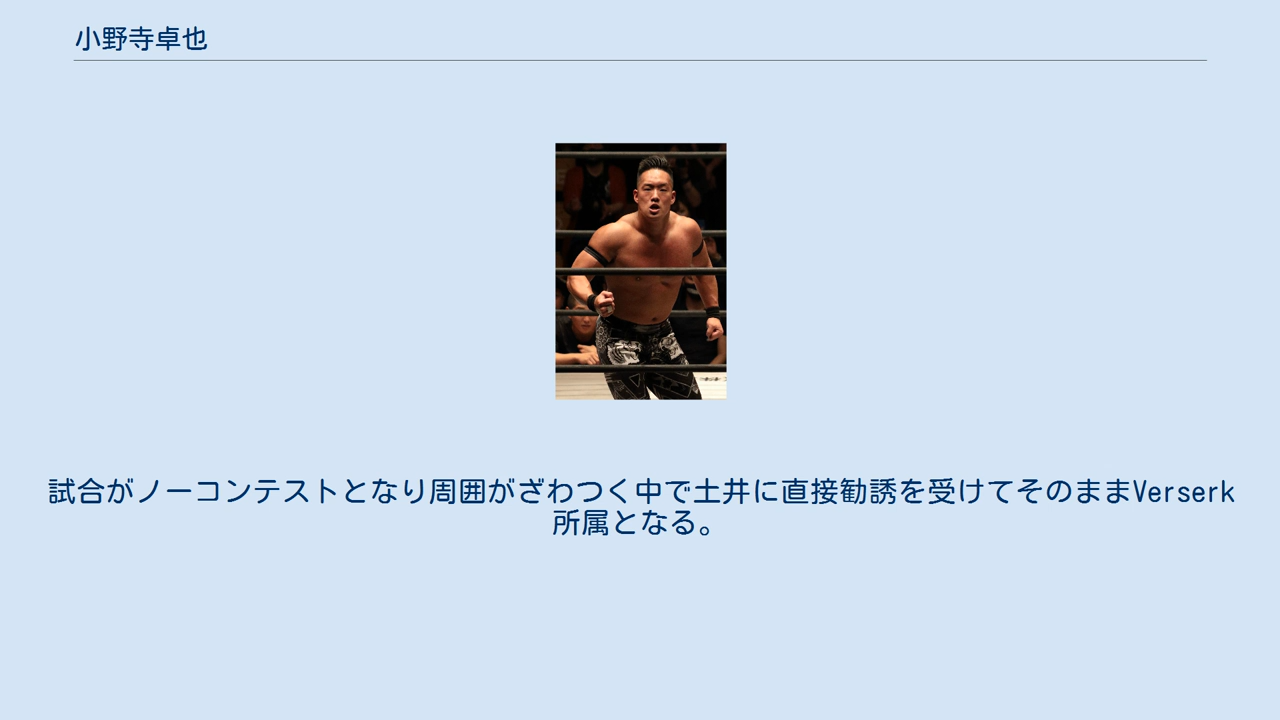 小野寺卓也
試合がノーコンテストとなり周囲がざわつく中で土井に直接勧誘を受けてそのままVerserk
所属となる。